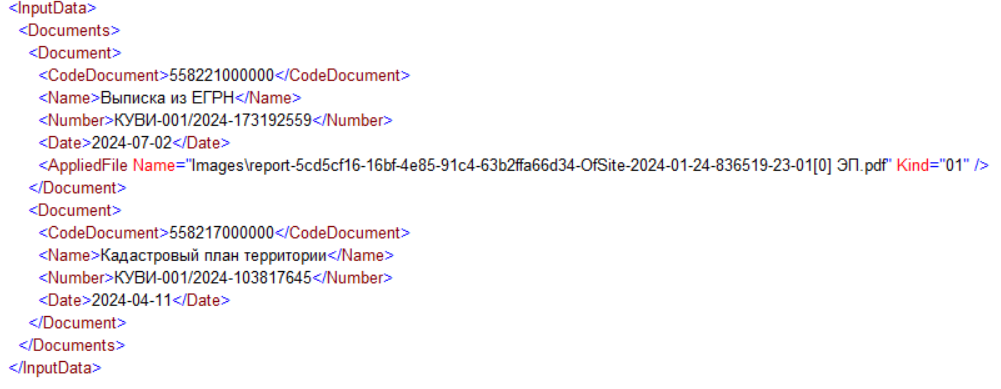 <InputData>
<Documents>
<Document>
<CodeDocument>558221000000</CodeDocument>
<Name>Выписка из ЕГРН</Name>
<Number>КУВИ-001/2024-173192559</Number>
<Date>2024-07-02</Date>
<AppliedFile Name="Images\report-5cd5cf16-16bf-4e85-91c4-63b2ffa66d34-OfSite-2024-01-24-836519-23-01[0] ЭП.pdf" Kind="01" />
</Document>
<Document>
<CodeDocument>558217000000</CodeDocument>
<Name>Кадастровый план территории</Name>
<Number>КУВИ-001/2024-103817645</Number>
<Date>2024-04-11</Date>
</Document>
</Documents>
</InputData>